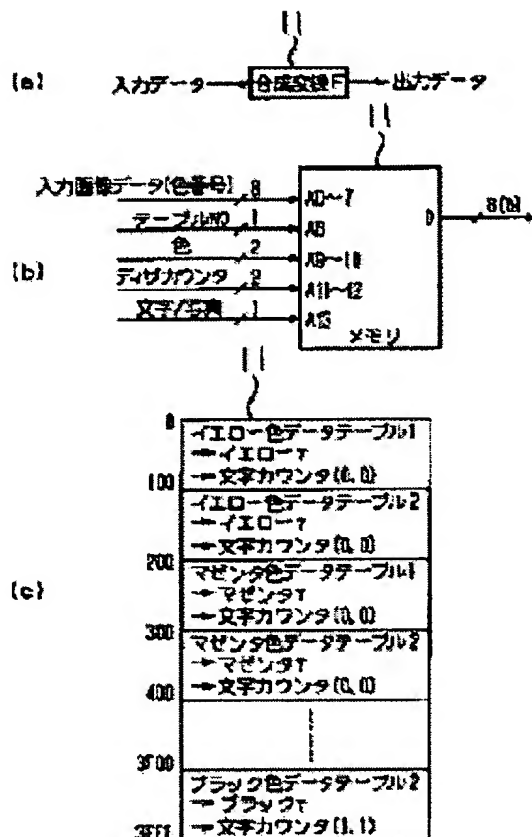 11
(a) 入力データ 合成変換F 出力データ
11
入力画像データ(色番号) 8 A0〜7
テーブルNO 1 A8
D 8(bit)
色 2 A9〜10
(b)
ディザカウンタ 2 A11〜12
文字/写真 1 A13
メモリ
11
0
イエロー色データテーブル1
→イエローγ
→文字カウンタ(0,0)
100
イエロー色データテーブル2
→イエローγ
→文字カウンタ(0,0)
200
マゼンタ色データテーブル1
→マゼンタγ
→文字カウンタ(0,0)
(c)
300
マゼンタ色データテーブル2
→マゼンタγ
→文字カウンタ(0,0)
400
3F00
ブラック色データテーブル2
→ブラックγ
→文字カウンタ(1,1)
3FFF